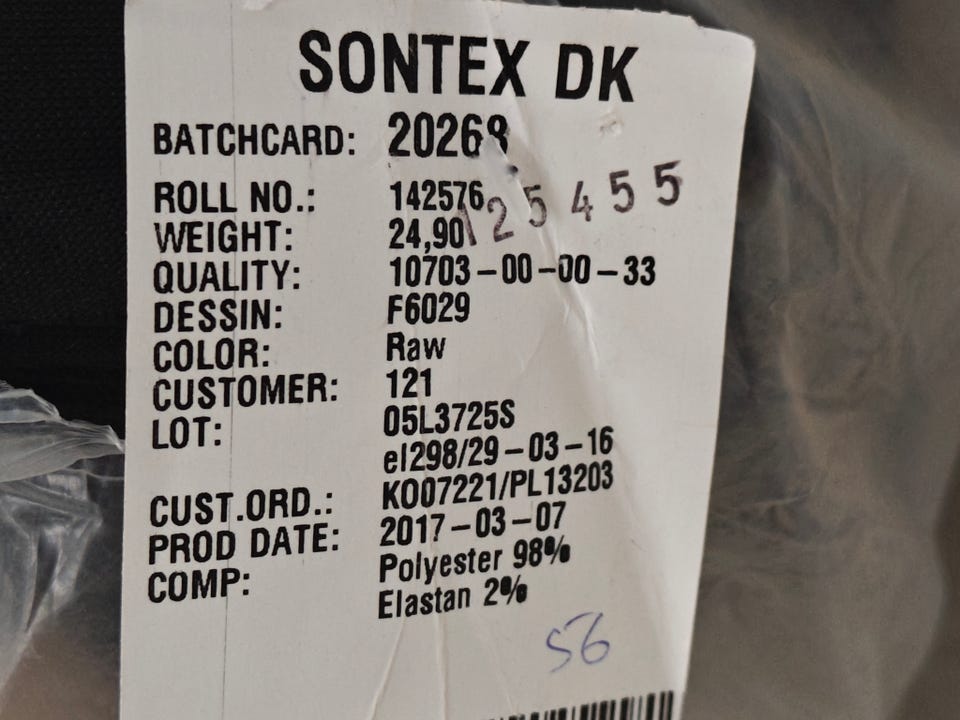 SONTEX DK
BATCHCARD: 20268
ROLL NO.: 142576
125455
WEIGHT: 24,90
QUALITY: 10703-00-00-33
DESSIN: F6029
COLOR: Raw
CUSTOMER: 121
LOT: 05L3725S
el298/29-03-16
CUST.ORD.: KO07221/PL13203
PROD DATE: 2017-03-07
COMP: Polyester 98%
Elastan 2%
56